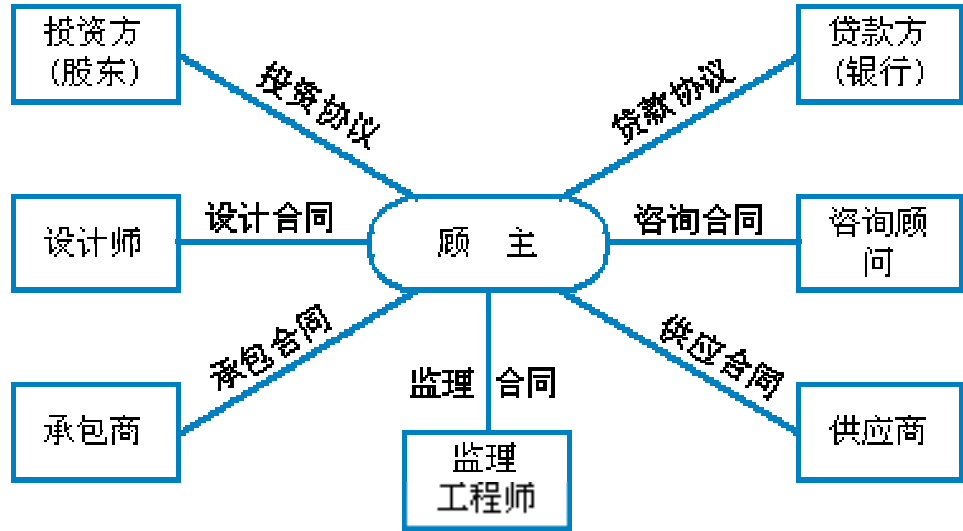 投资方
(股东)
贷款方
(银行)
投资协议
贷款协议
设计师
设计合同
顾 主
咨询合同
咨询顾
问
承包合同
供应合同
承包商
监理 合同
供应商
监理
工程师